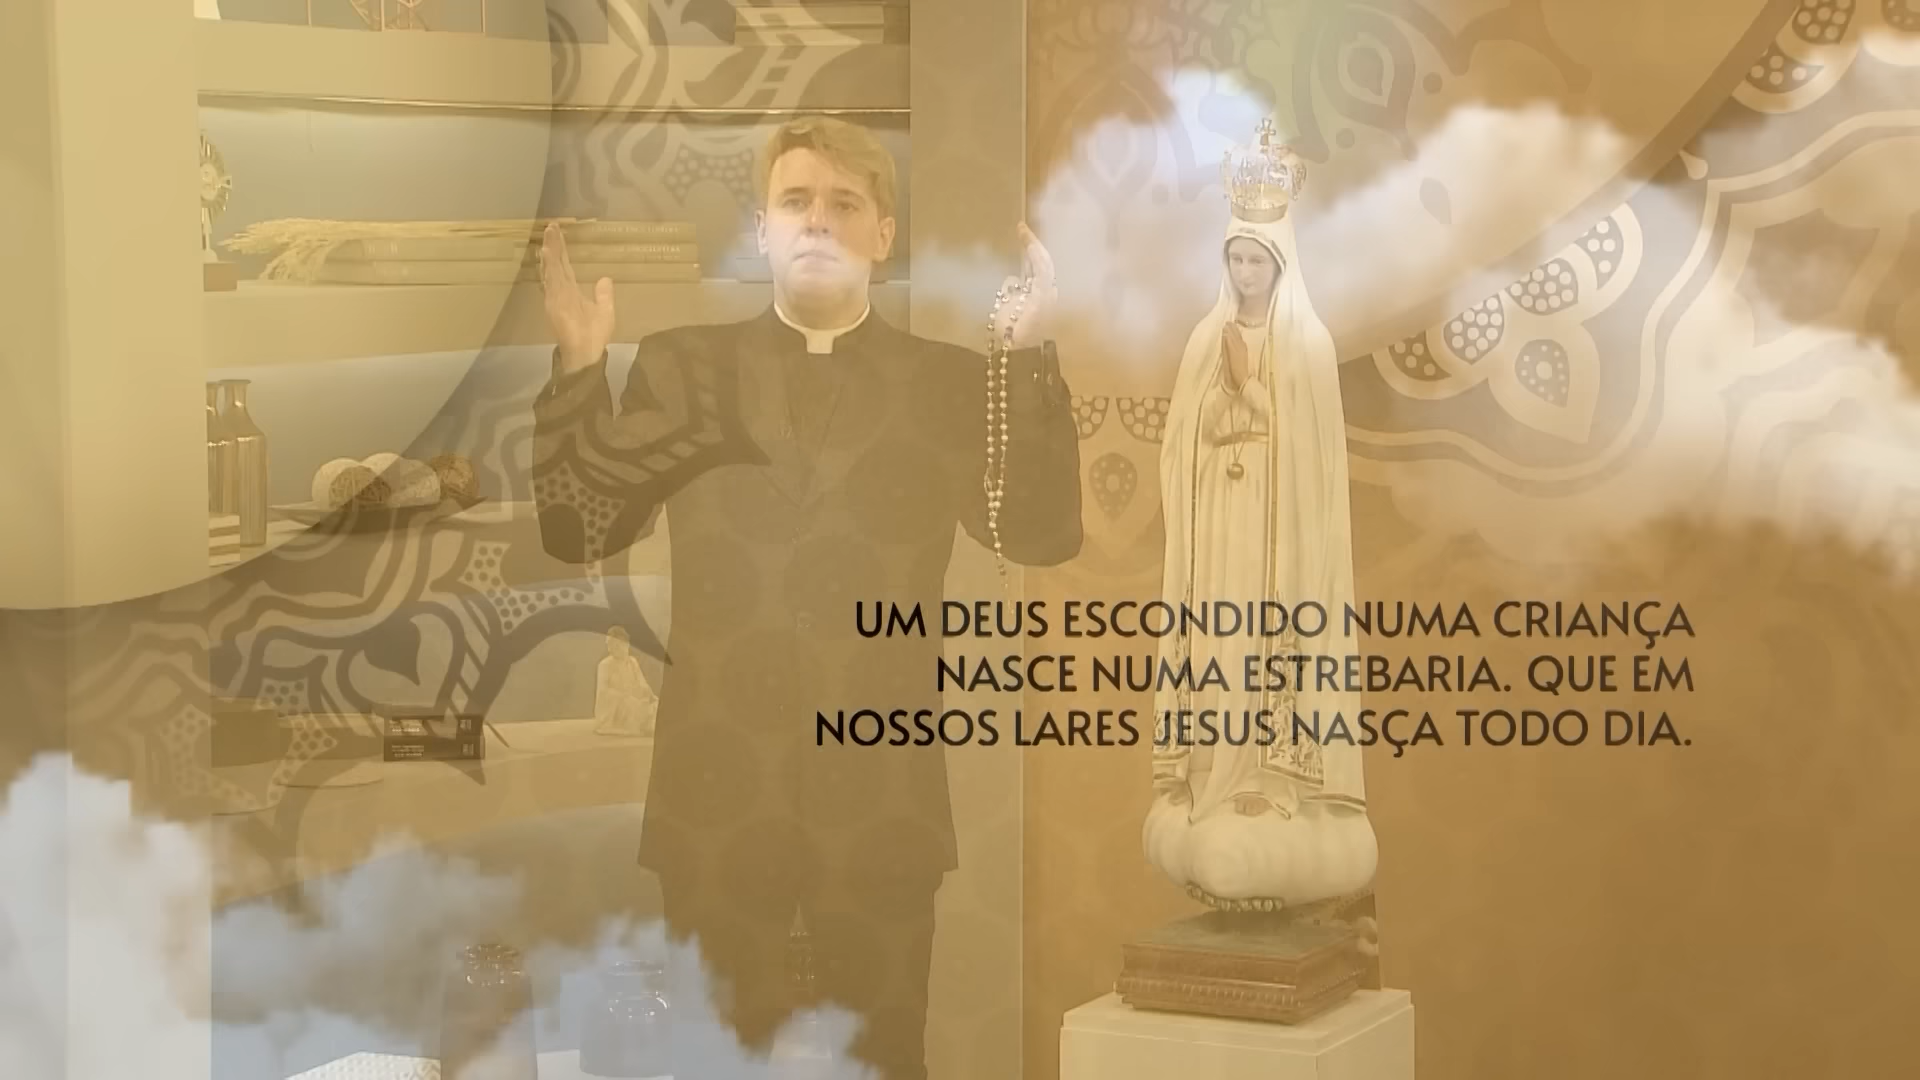 UM DEUS ESCONDIDO NUMA CRIANÇA
NASCE NUMA ESTREBARIA. QUE EM
NOSSOS LARES JESUS NASÇA TODO DIA.